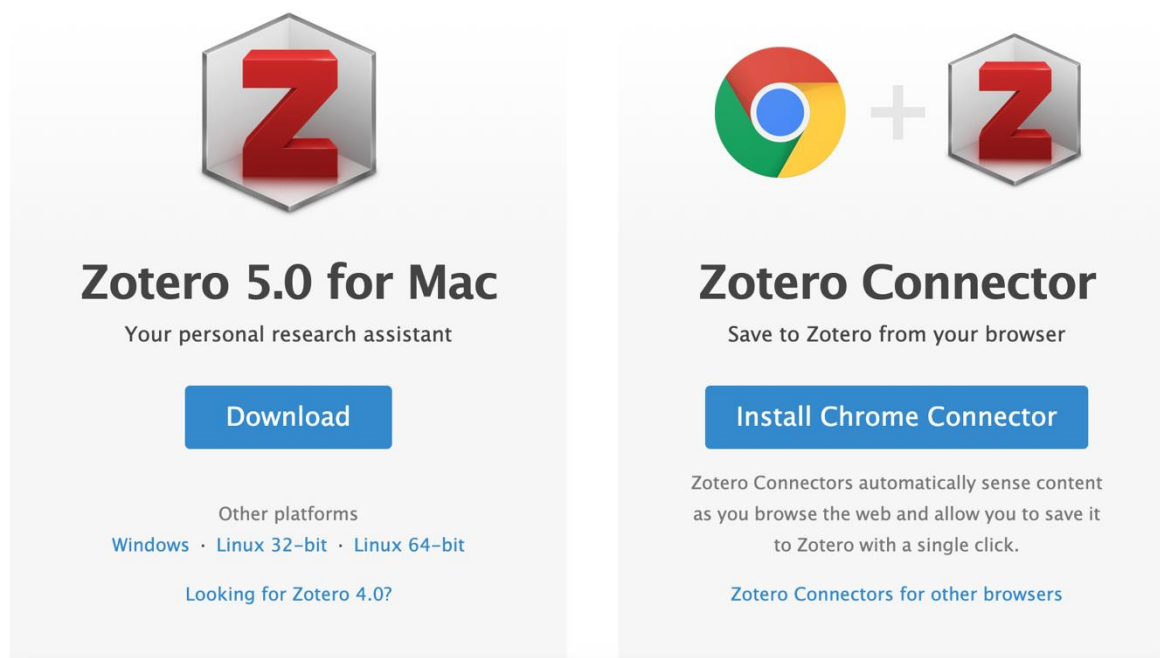 Z
Zotero 5.0 for Mac
Your personal research assistant
Download
Other platforms
Windows · Linux 32-bit · Linux 64-bit
Looking for Zotero 4.0?
Z
Zotero Connector
Save to Zotero from your browser
Install Chrome Connector
Zotero Connectors automatically sense content
as you browse the web and allow you to save it
to Zotero with a single click.
Zotero Connectors for other browsers